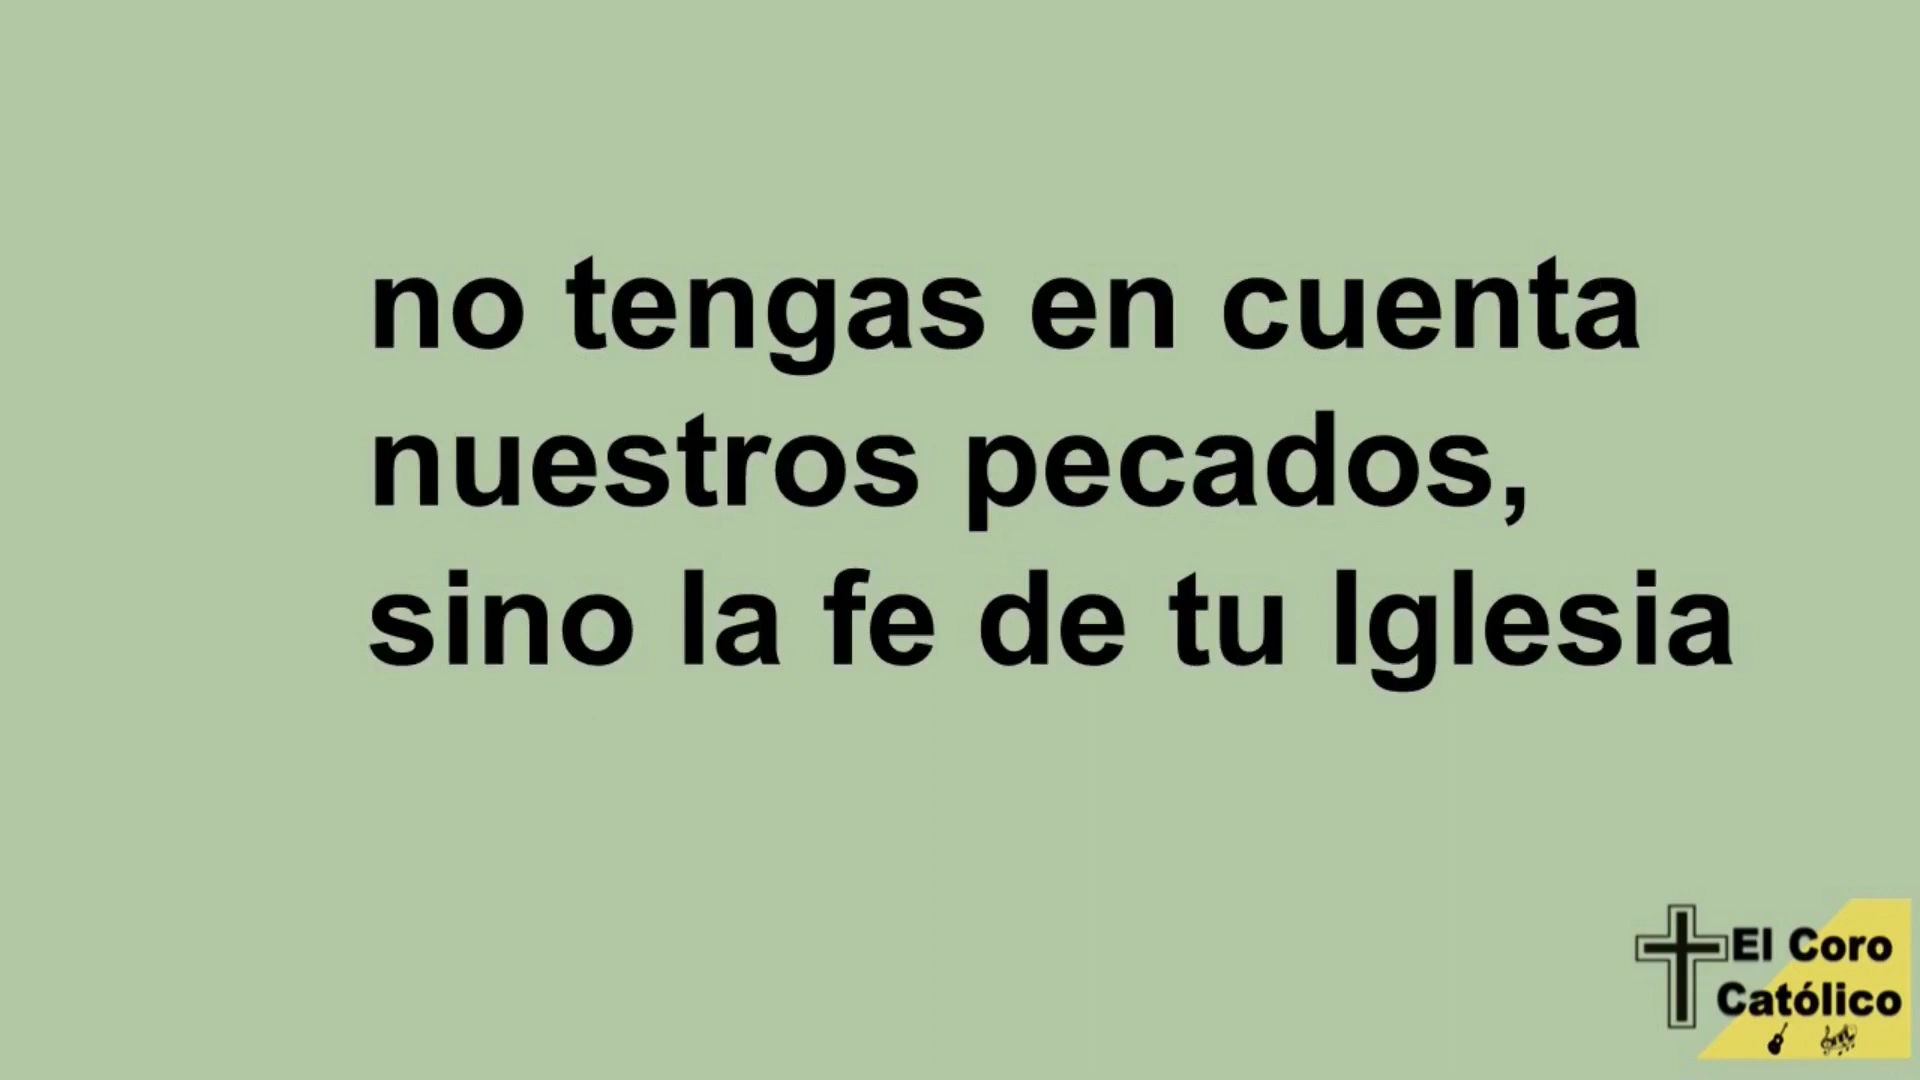 no tengas en cuenta
nuestros pecados,
sino la fe de tu Iglesia
El Coro
Católico